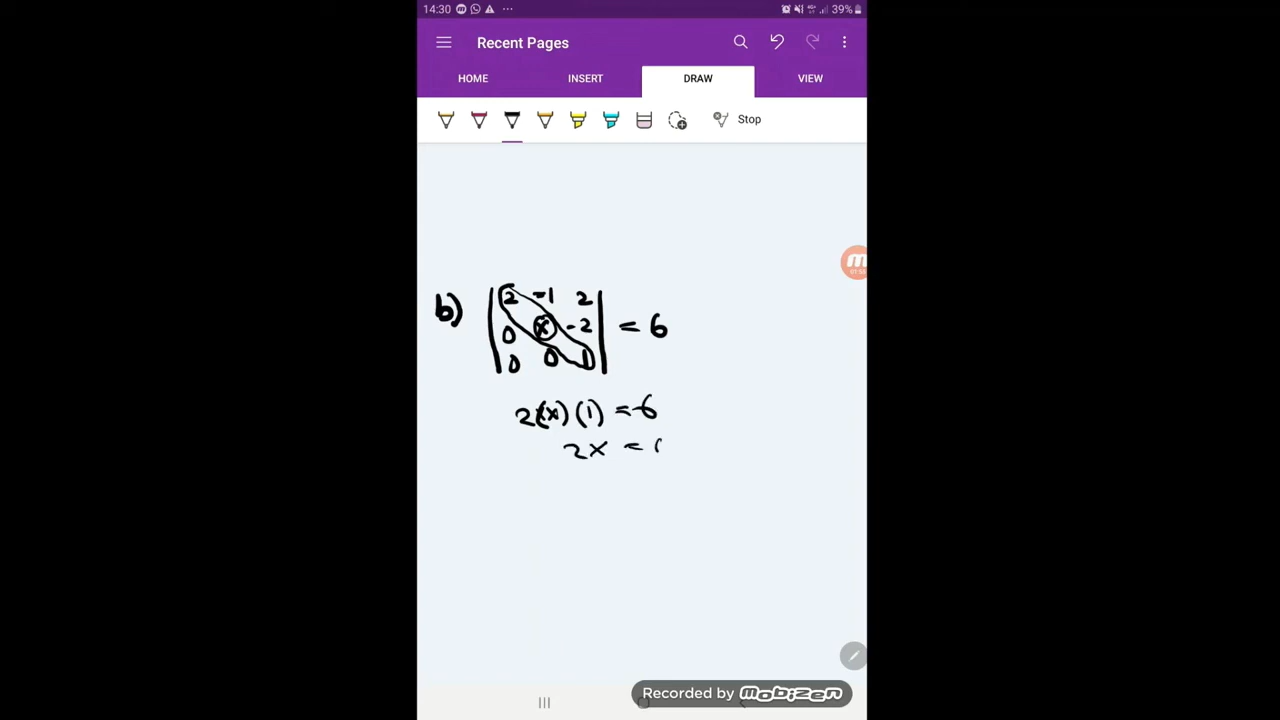 14:30 ... 4G+ 39%
Recent Pages
HOME INSERT DRAW VIEW
Stop
b) | 2 -1 2 |
| 0 x -2 | = 6
| 0 0 1 |
2(x)(1) = 6
2x =
Recorded by mobizen